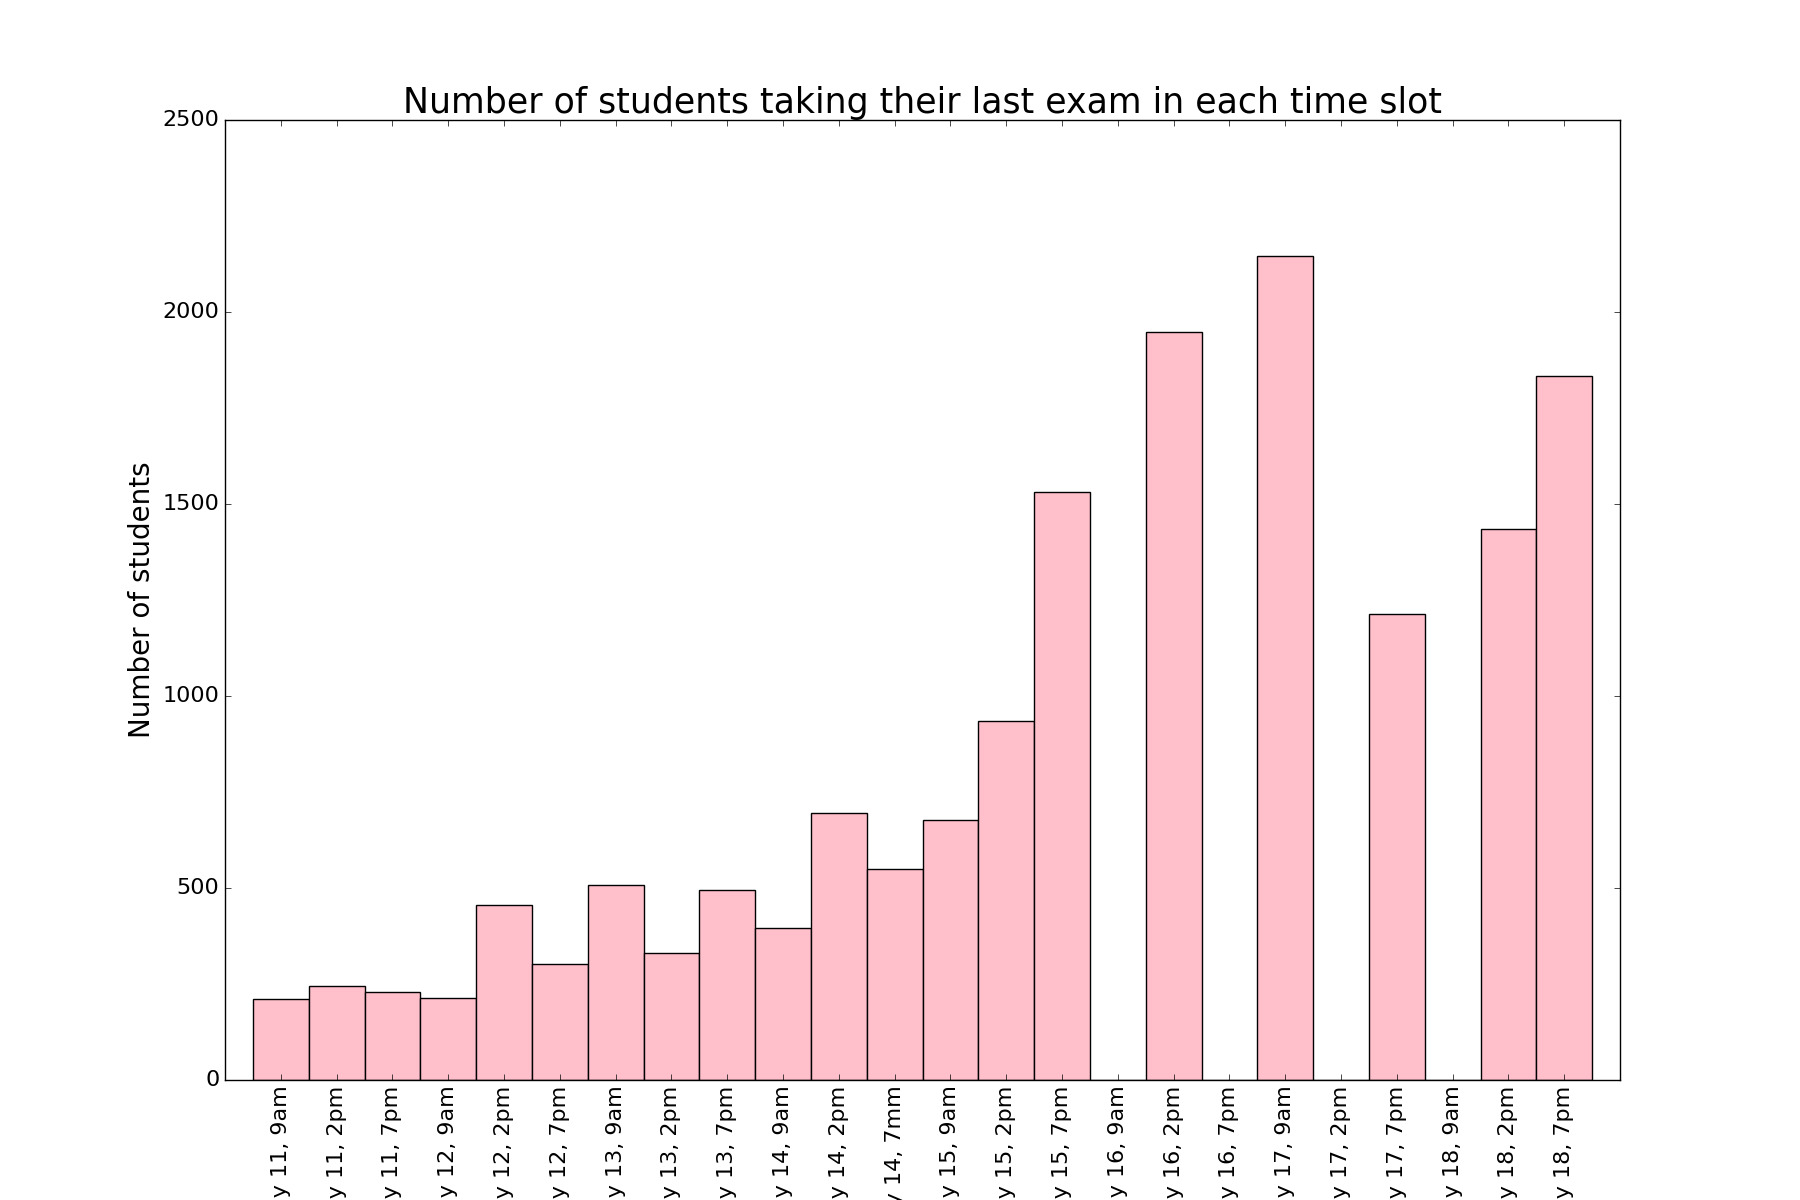 Number of students taking their last exam in each time slot
Number of students
2500
2000
1500
1000
500
0
y 11, 9am
y 11, 2pm
y 11, 7pm
y 12, 9am
y 12, 2pm
y 12, 7pm
y 13, 9am
y 13, 2pm
y 13, 7pm
y 14, 9am
y 14, 2pm
y 14, 7mm
y 15, 9am
y 15, 2pm
y 15, 7pm
y 16, 9am
y 16, 2pm
y 16, 7pm
y 17, 9am
y 17, 2pm
y 17, 7pm
y 18, 9am
y 18, 2pm
y 18, 7pm